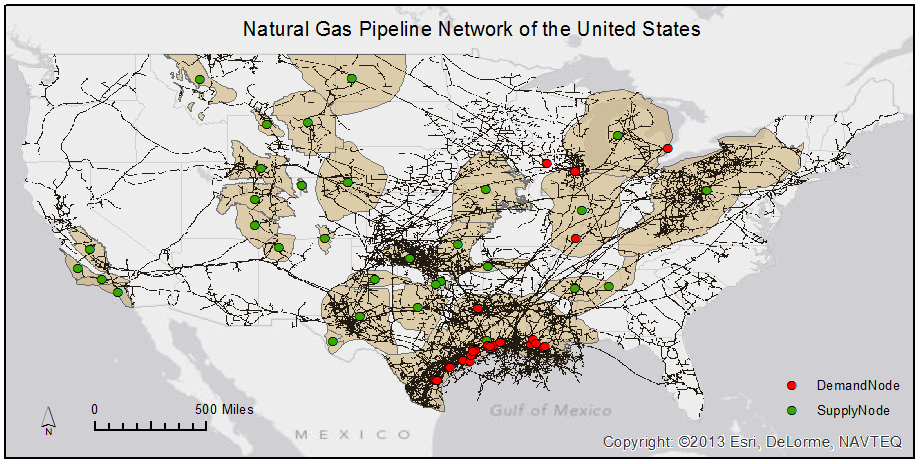 Natural Gas Pipeline Network of the United States
DemandNode
0 500 Miles
SupplyNode
Gulf of Mexico
N
MEXICO
Copyright: ©2013 Esri, DeLorme, NAVTEQ